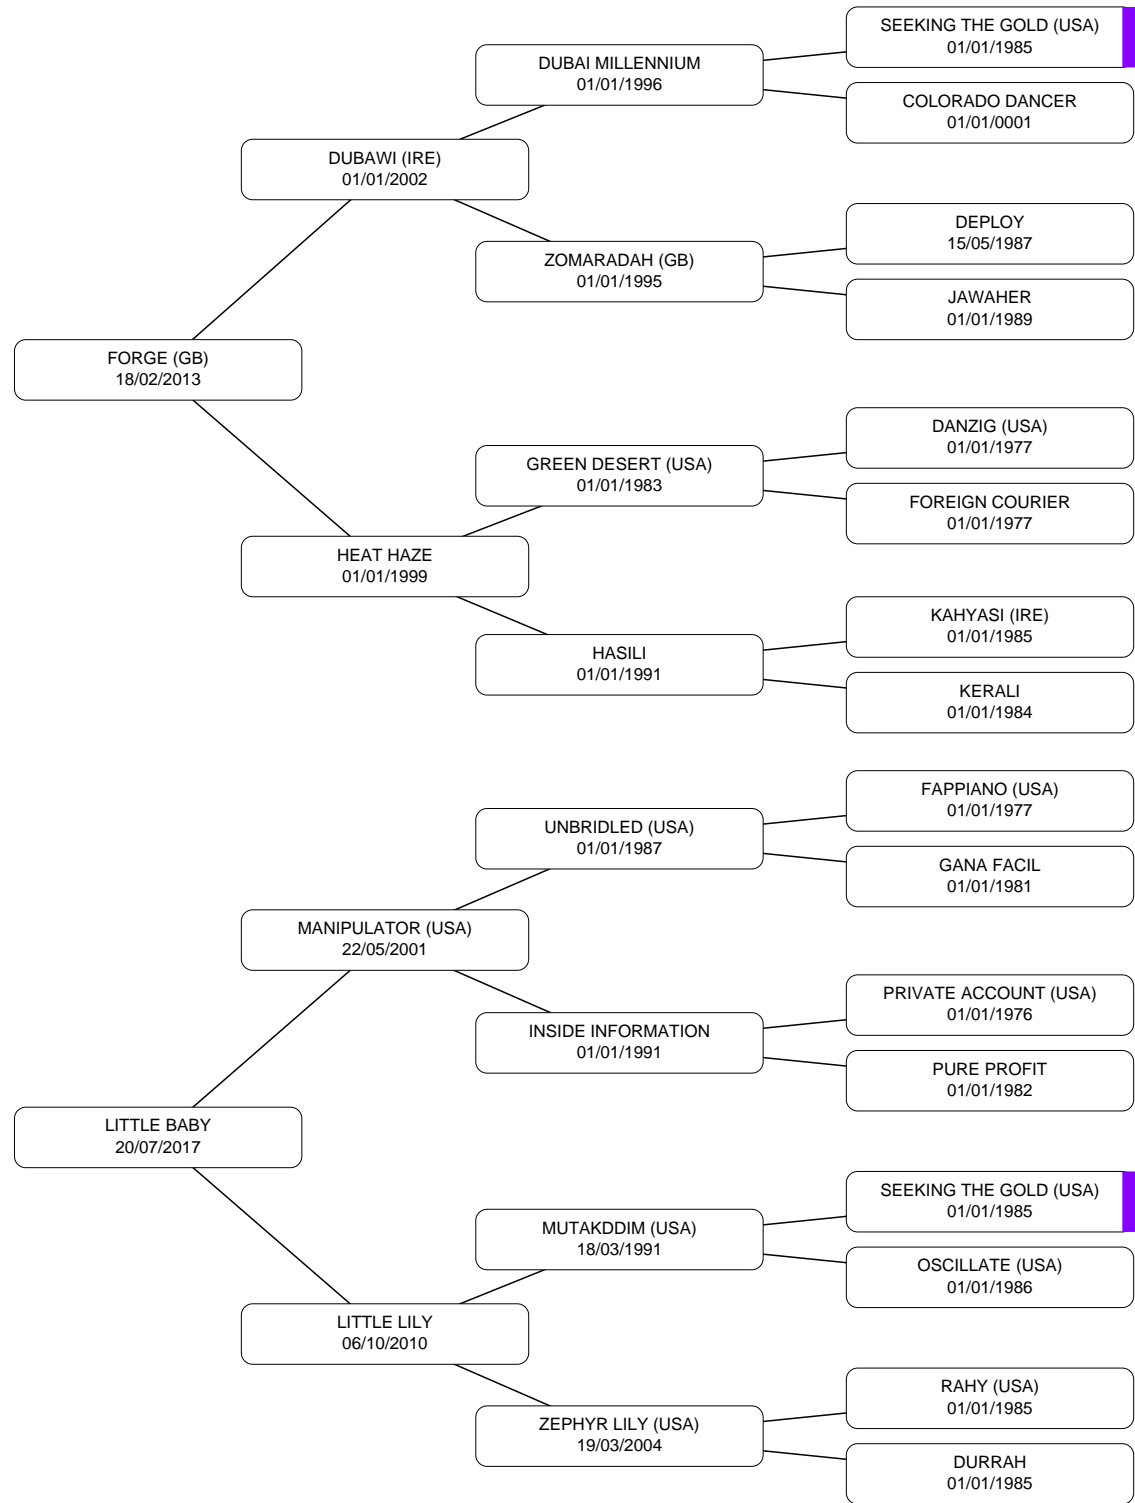 SEEKING THE GOLD (USA)
01/01/1985
DUBAI MILLENNIUM
01/01/1996
COLORADO DANCER
01/01/0001
DUBAWI (IRE)
01/01/2002
DEPLOY
15/05/1987
ZOMARADAH (GB)
01/01/1995
JAWAHER
01/01/1989
FORGE (GB)
18/02/2013
DANZIG (USA)
01/01/1977
GREEN DESERT (USA)
01/01/1983
FOREIGN COURIER
01/01/1977
HEAT HAZE
01/01/1999
KAHYASI (IRE)
01/01/1985
HASILI
01/01/1991
KERALI
01/01/1984
FAPPIANO (USA)
01/01/1977
UNBRIDLED (USA)
01/01/1987
GANA FACIL
01/01/1981
MANIPULATOR (USA)
22/05/2001
PRIVATE ACCOUNT (USA)
01/01/1976
INSIDE INFORMATION
01/01/1991
PURE PROFIT
01/01/1982
LITTLE BABY
20/07/2017
SEEKING THE GOLD (USA)
01/01/1985
MUTAKDDIM (USA)
18/03/1991
OSCILLATE (USA)
01/01/1986
LITTLE LILY
06/10/2010
RAHY (USA)
01/01/1985
ZEPHYR LILY (USA)
19/03/2004
DURRAH
01/01/1985